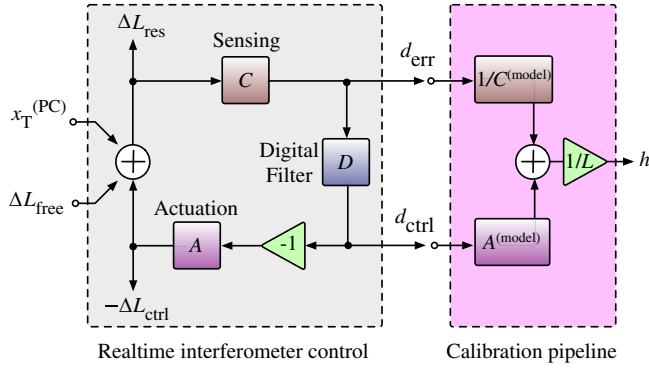 ΔL_res
Sensing
C
d_err
1/C^(model)
x_T^(PC)
+
Digital
Filter
D
+
1/L
h
ΔL_free
Actuation
A
-1
d_ctrl
A^(model)
−ΔL_ctrl
Realtime interferometer control
Calibration pipeline